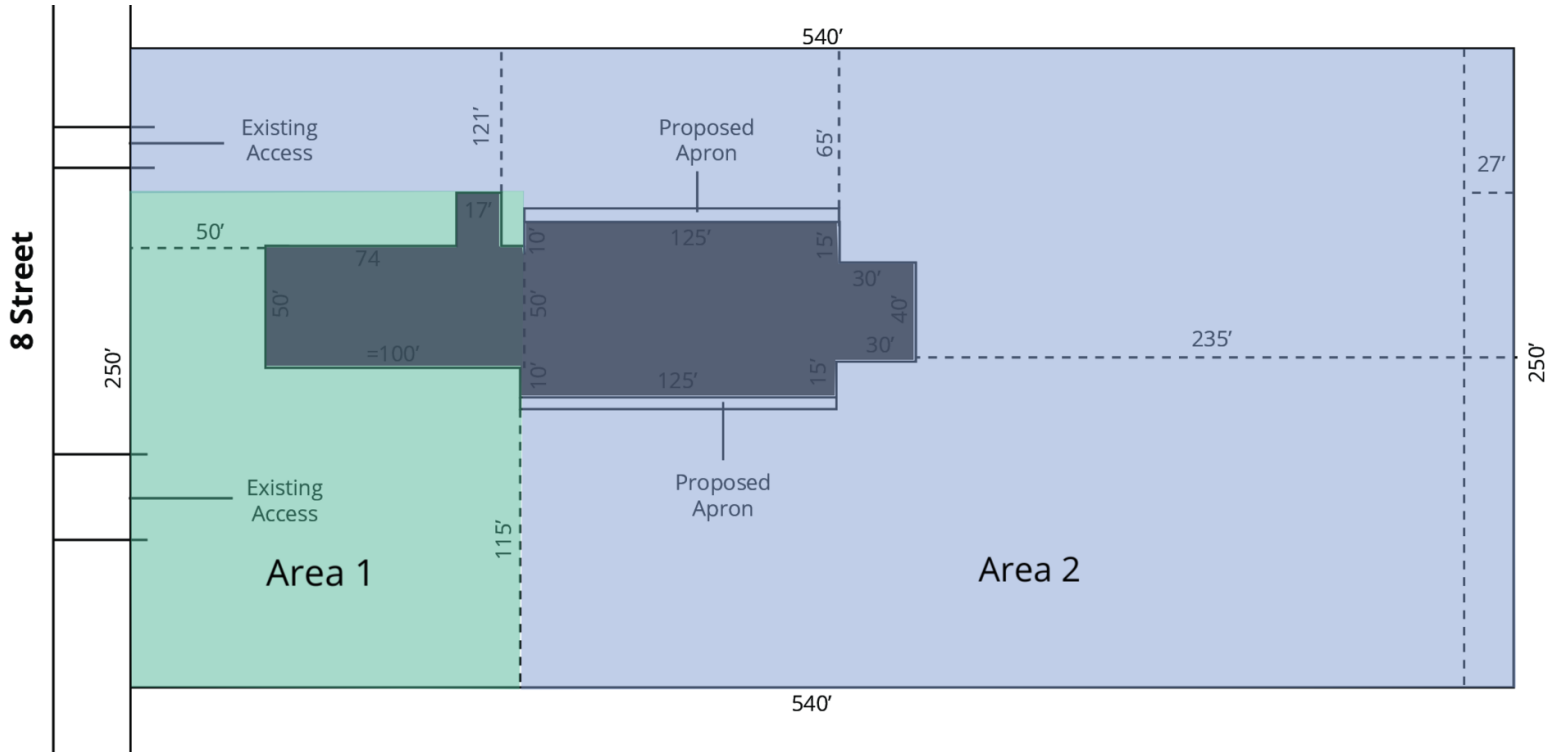 540’
121’
65’
Existing
Access
Proposed
Apron
27’
17’
50’
10’
125’
15’
74
30’
8 Street
50’
50’
40’
235’
=100’
30’
250’
250’
10’
125’
15’
Existing
Access
Proposed
Apron
115’
Area 1
Area 2
540’